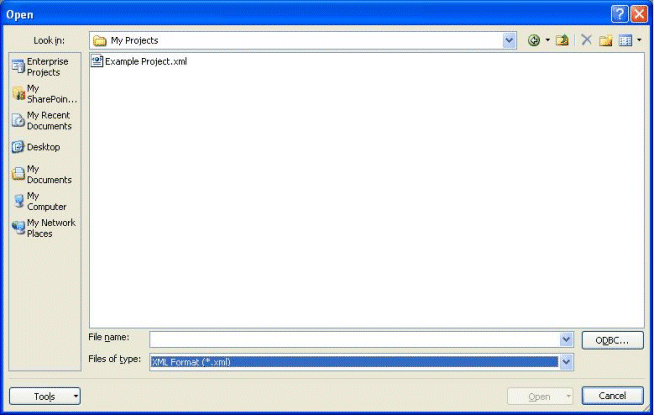 Open
Look in:
My Projects
Enterprise
Projects
My
SharePoin...
My Recent
Documents
Desktop
My
Documents
My
Computer
My Network
Places
Example Project.xml
File name:
ODBC...
Files of type:
XML Format (*.xml)
Tools
Open
Cancel